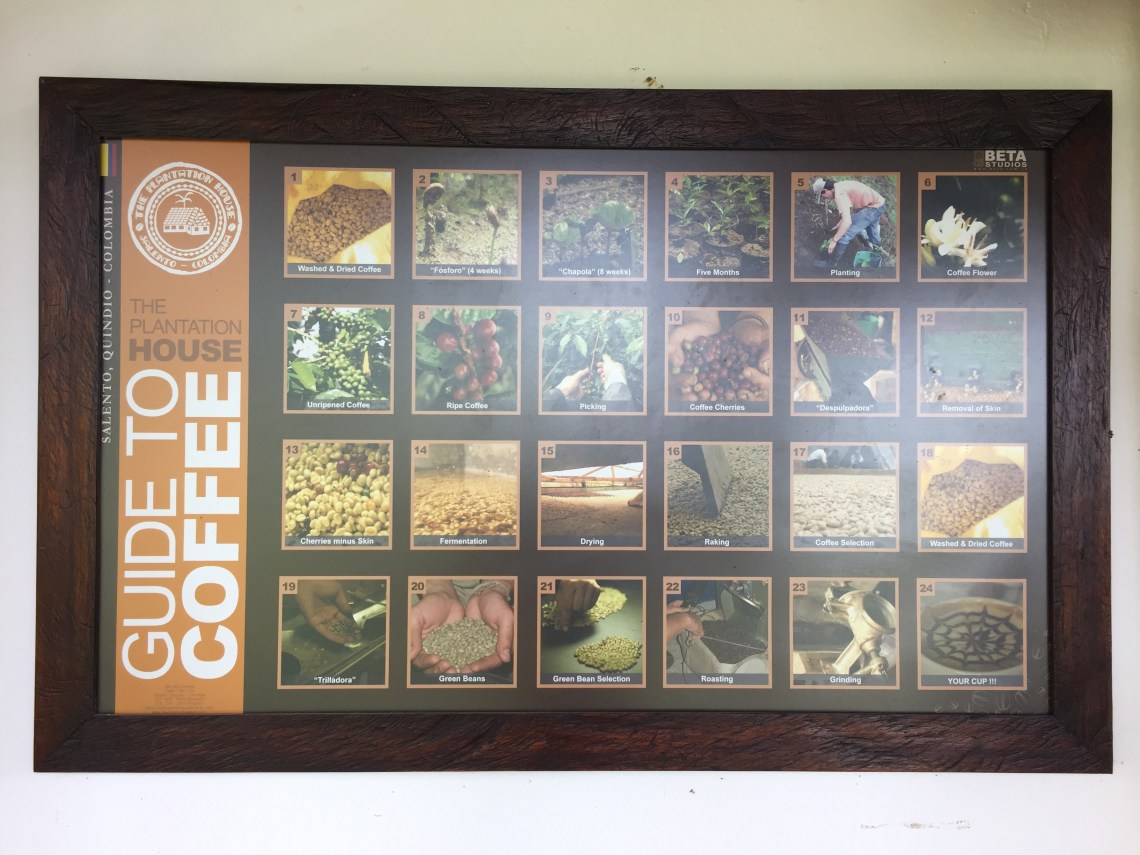 THE PLANTATION HOUSE
SALENTO - COLOMBIA
SALENTO, QUINDIO - COLOMBIA
THE
PLANTATION
HOUSE
GUIDE TO
COFFEE
BETA
STUDIOS
1
Washed & Dried Coffee
2
"Fósforo" (4 weeks)
3
"Chapola" (8 weeks)
4
Five Months
5
Planting
6
Coffee Flower
7
Unripened Coffee
8
Ripe Coffee
9
Picking
10
Coffee Cherries
11
"Despulpadora"
12
Removal of Skin
13
Cherries minus Skin
14
Fermentation
15
Drying
16
Raking
17
Coffee Selection
18
Washed & Dried Coffee
19
"Trilladora"
20
Green Beans
21
Green Bean Selection
22
Roasting
23
Grinding
24
YOUR CUP !!!